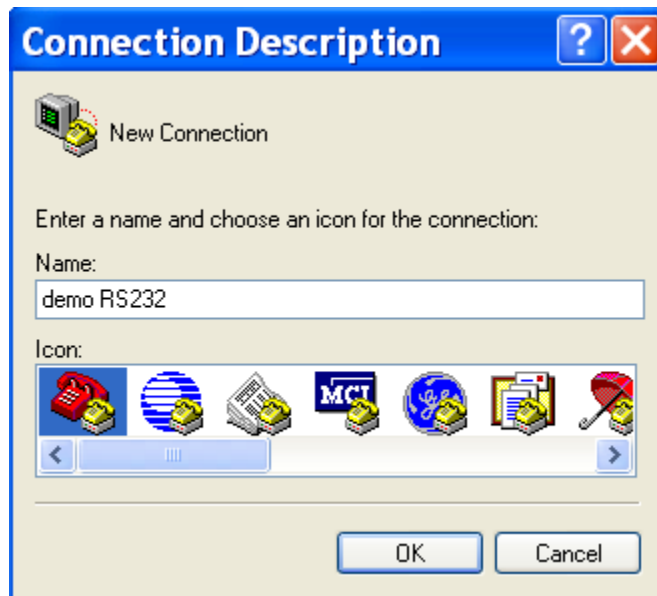 Connection Description
?
New Connection
Enter a name and choose an icon for the connection:
Name:
demo RS232
Icon:
MCI
OK Cancel